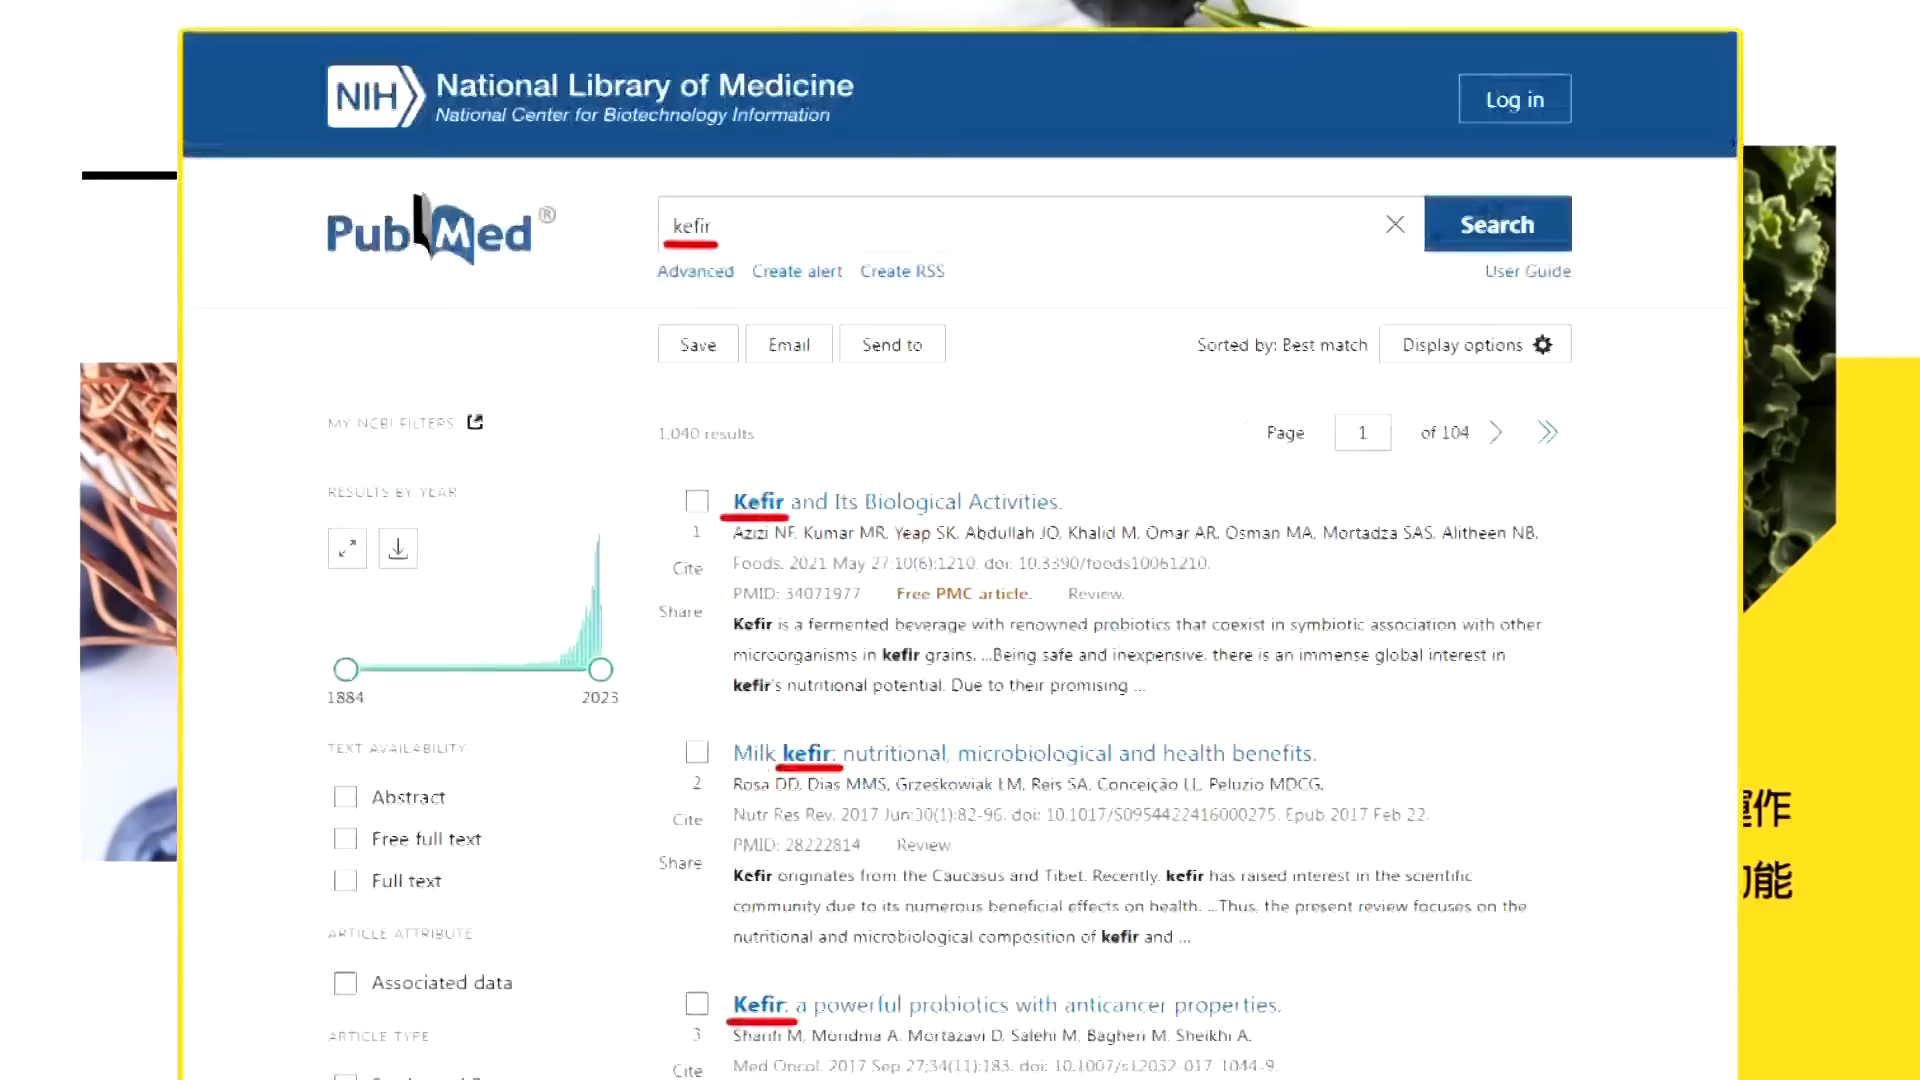 NIH National Library of Medicine
National Center for Biotechnology Information
Log in
PubMed®
kefir
Search
Advanced Create alert Create RSS
User Guide
Save Email Send to
Sorted by: Best match Display options
MY NCBI FILTERS
1,040 results
Page 1 of 104
RESULTS BY YEAR
1884 2023
TEXT AVAILABILITY
Abstract
Free full text
Full text
ARTICLE ATTRIBUTE
Associated data
ARTICLE TYPE
Kefir and Its Biological Activities.
1
Cite
Share
Azizi NF, Kumar MR, Yeap SK, Abdullah JO, Khalid M, Omar AR, Osman MA, Mortadza SAS, Alitheen NB.
Foods. 2021 May 27;10(6):1210. doi: 10.3390/foods10061210.
PMID: 34071977 Free PMC article. Review.
Kefir is a fermented beverage with renowned probiotics that coexist in symbiotic association with other
microorganisms in kefir grains. ...Being safe and inexpensive, there is an immense global interest in
kefir's nutritional potential. Due to their promising ...
Milk kefir: nutritional, microbiological and health benefits.
2
Cite
Share
Rosa DD, Dias MMS, Grześkowiak ŁM, Reis SA, Conceição LL, Peluzio MDCG.
Nutr Res Rev. 2017 Jun;30(1):82-96. doi: 10.1017/S0954422416000275. Epub 2017 Feb 22.
PMID: 28222814 Review.
Kefir originates from the Caucasus and Tibet. Recently, kefir has raised interest in the scientific
community due to its numerous beneficial effects on health. ...Thus, the present review focuses on the
nutritional and microbiological composition of kefir and ...
Kefir: a powerful probiotics with anticancer properties.
3
Cite
Sharifi M, Moridnia A, Mortazavi D, Salehi M, Bagheri M, Sheikhi A.
Med Oncol. 2017 Sep 27;34(11):183. doi: 10.1007/s12032-017-1044-9.
作
能